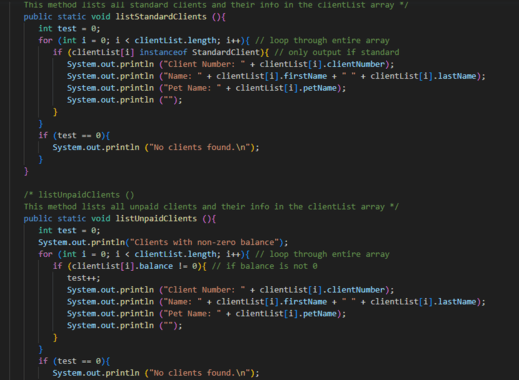 This method lists all standard clients and their info in the clientList array */
public static void listStandardClients (){
int test = 0;
for (int i = 0; i < clientList.length; i++){ // loop through entire array
if (clientList[i] instanceof StandardClient){ // only output if standard
System.out.println ("Client Number: " + clientList[i].clientNumber);
System.out.println ("Name: " + clientList[i].firstName + " " + clientList[i].lastName);
System.out.println ("Pet Name: " + clientList[i].petName);
System.out.println ("");
}
}
if (test == 0){
System.out.println ("No clients found.\n");
}
}
/* listUnpaidClients ()
This method lists all unpaid clients and their info in the clientList array */
public static void listUnpaidClients (){
int test = 0;
System.out.println("Clients with non-zero balance");
for (int i = 0; i < clientList.length; i++){ // loop through entire array
if (clientList[i].balance != 0){ // if balance is not 0
test++;
System.out.println ("Client Number: " + clientList[i].clientNumber);
System.out.println ("Name: " + clientList[i].firstName + " " + clientList[i].lastName);
System.out.println ("Pet Name: " + clientList[i].petName);
System.out.println ("");
}
}
if (test == 0){
System.out.println ("No clients found.\n");